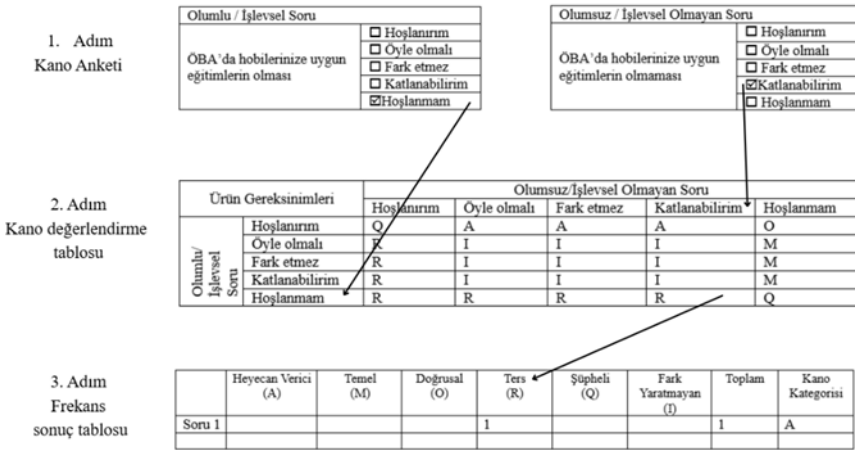 1. Adım
Kano Anketi
Olumlu / İşlevsel Soru
ÖBA'da hobilerinize uygun
eğitimlerin olması
☐ Hoşlanırım
☐ Öyle olmalı
☐ Fark etmez
☐ Katlanabilirim
☑Hoşlanmam
Olumsuz / İşlevsel Olmayan Soru
ÖBA'da hobilerinize uygun
eğitimlerin olmaması
☐ Hoşlanırım
☐ Öyle olmalı
☐ Fark etmez
☑Katlanabilirim
☐ Hoşlanmam
2. Adım
Kano değerlendirme
tablosu
Ürün Gereksinimleri
Olumsuz/İşlevsel Olmayan Soru
Hoşlanırım Öyle olmalı Fark etmez Katlanabilirim Hoşlanmam
Olumlu/
İşlevsel
Soru
Hoşlanırım Q A A A O
Öyle olmalı R I I I M
Fark etmez R I I I M
Katlanabilirim R I I I M
Hoşlanmam R R R R Q
3. Adım
Frekans
sonuç tablosu
Heyecan Verici
(A)
Temel
(M)
Doğrusal
(O)
Ters
(R)
Şüpheli
(Q)
Fark
Yaratmayan
(I)
Toplam
Kano
Kategorisi
Soru 1 1 1 A